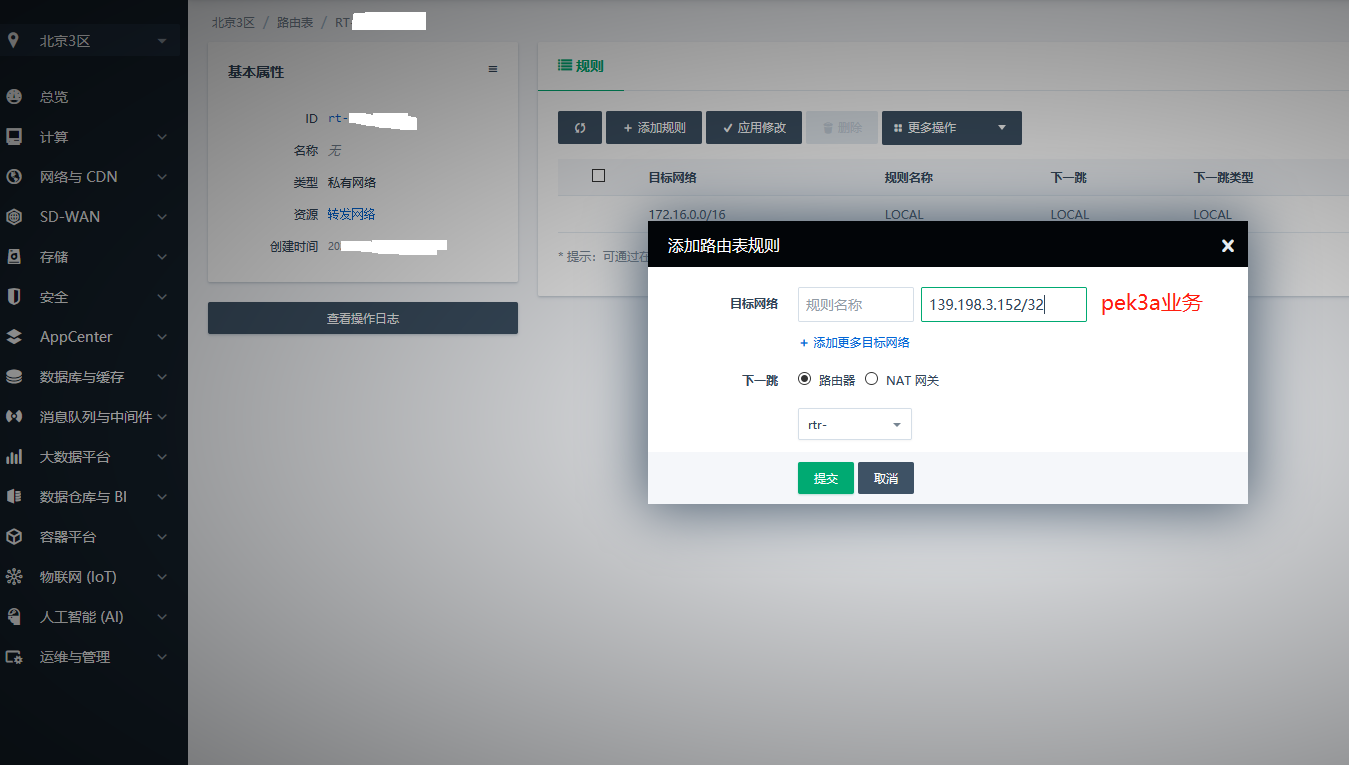 北京3区 / 路由表 / RT-
北京3区
总览
计算
网络与 CDN
SD-WAN
存储
安全
AppCenter
数据库与缓存
消息队列与中间件
大数据平台
数据仓库与 BI
容器平台
物联网 (IoT)
人工智能 (AI)
运维与管理
基本属性
ID rt-
名称 无
类型 私有网络
资源 转发网络
创建时间 20
查看操作日志
规则
添加规则 应用修改 删除 更多操作
目标网络 规则名称 下一跳 下一跳类型
172.16.0.0/16 LOCAL LOCAL LOCAL
* 提示：可通过在
添加路由表规则
目标网络 规则名称 139.198.3.152/32 pek3a业务
+ 添加更多目标网络
下一跳 路由器 NAT 网关
rtr-
提交 取消